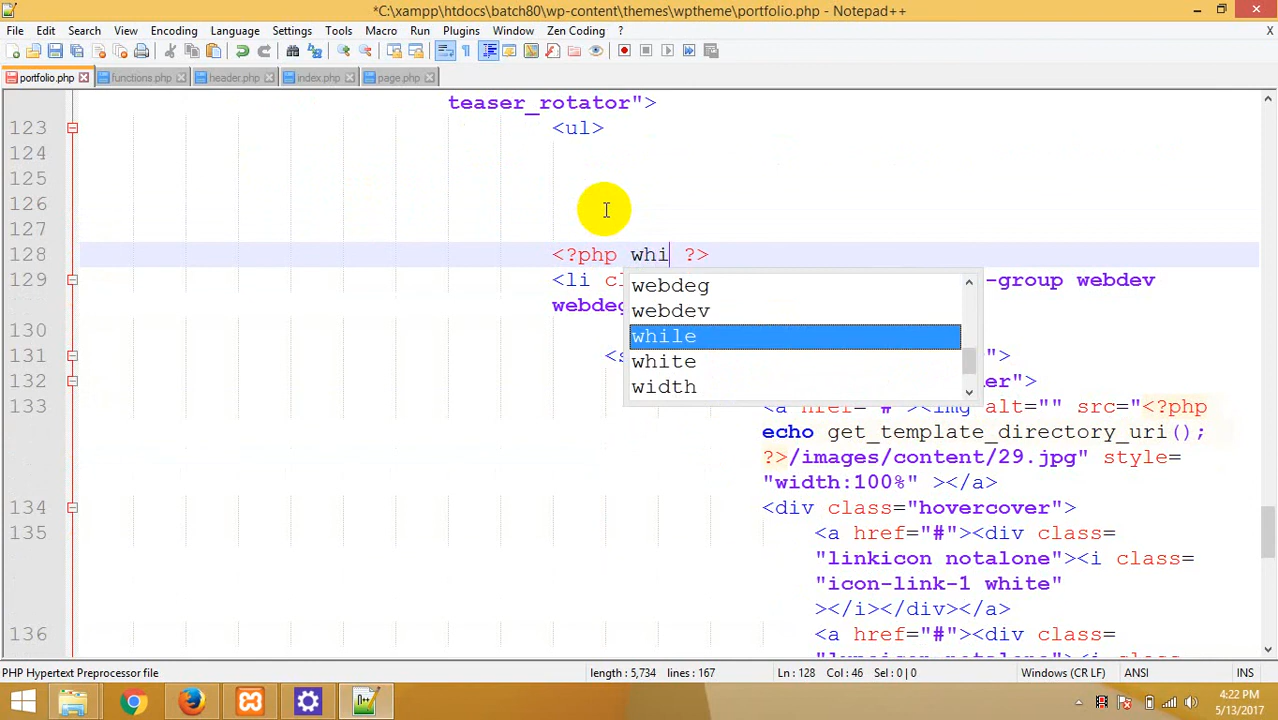 *C:\xampp\htdocs\batch80\wp-content\themes\wptheme\portfolio.php - Notepad++
File Edit Search View Encoding Language Settings Tools Macro Run Plugins Window Zen Coding ? X
portfolio.php functions.php header.php index.php page.php
teaser_rotator">
123 <ul>
124
125
126
127
128 <?php whi ?>
129 <li cl -group webdev
webdeg
webdeg
webdev
while
white
width
130
131 <s ">
132 er">
133 <a href="#"><img alt="" src="<?php
echo get_template_directory_uri();
?>/images/content/29.jpg" style=
"width:100%" ></a>
134 <div class="hovercover">
135 <a href="#"><div class=
"linkicon notalone"><i class=
"icon-link-1 white"
></i></div></a>
136 <a href="#"><div class=
PHP Hypertext Preprocessor file length : 5,734 lines : 167 Ln : 128 Col : 46 Sel : 0 | 0 Windows (CR LF) ANSI INS
4:22 PM
5/13/2017